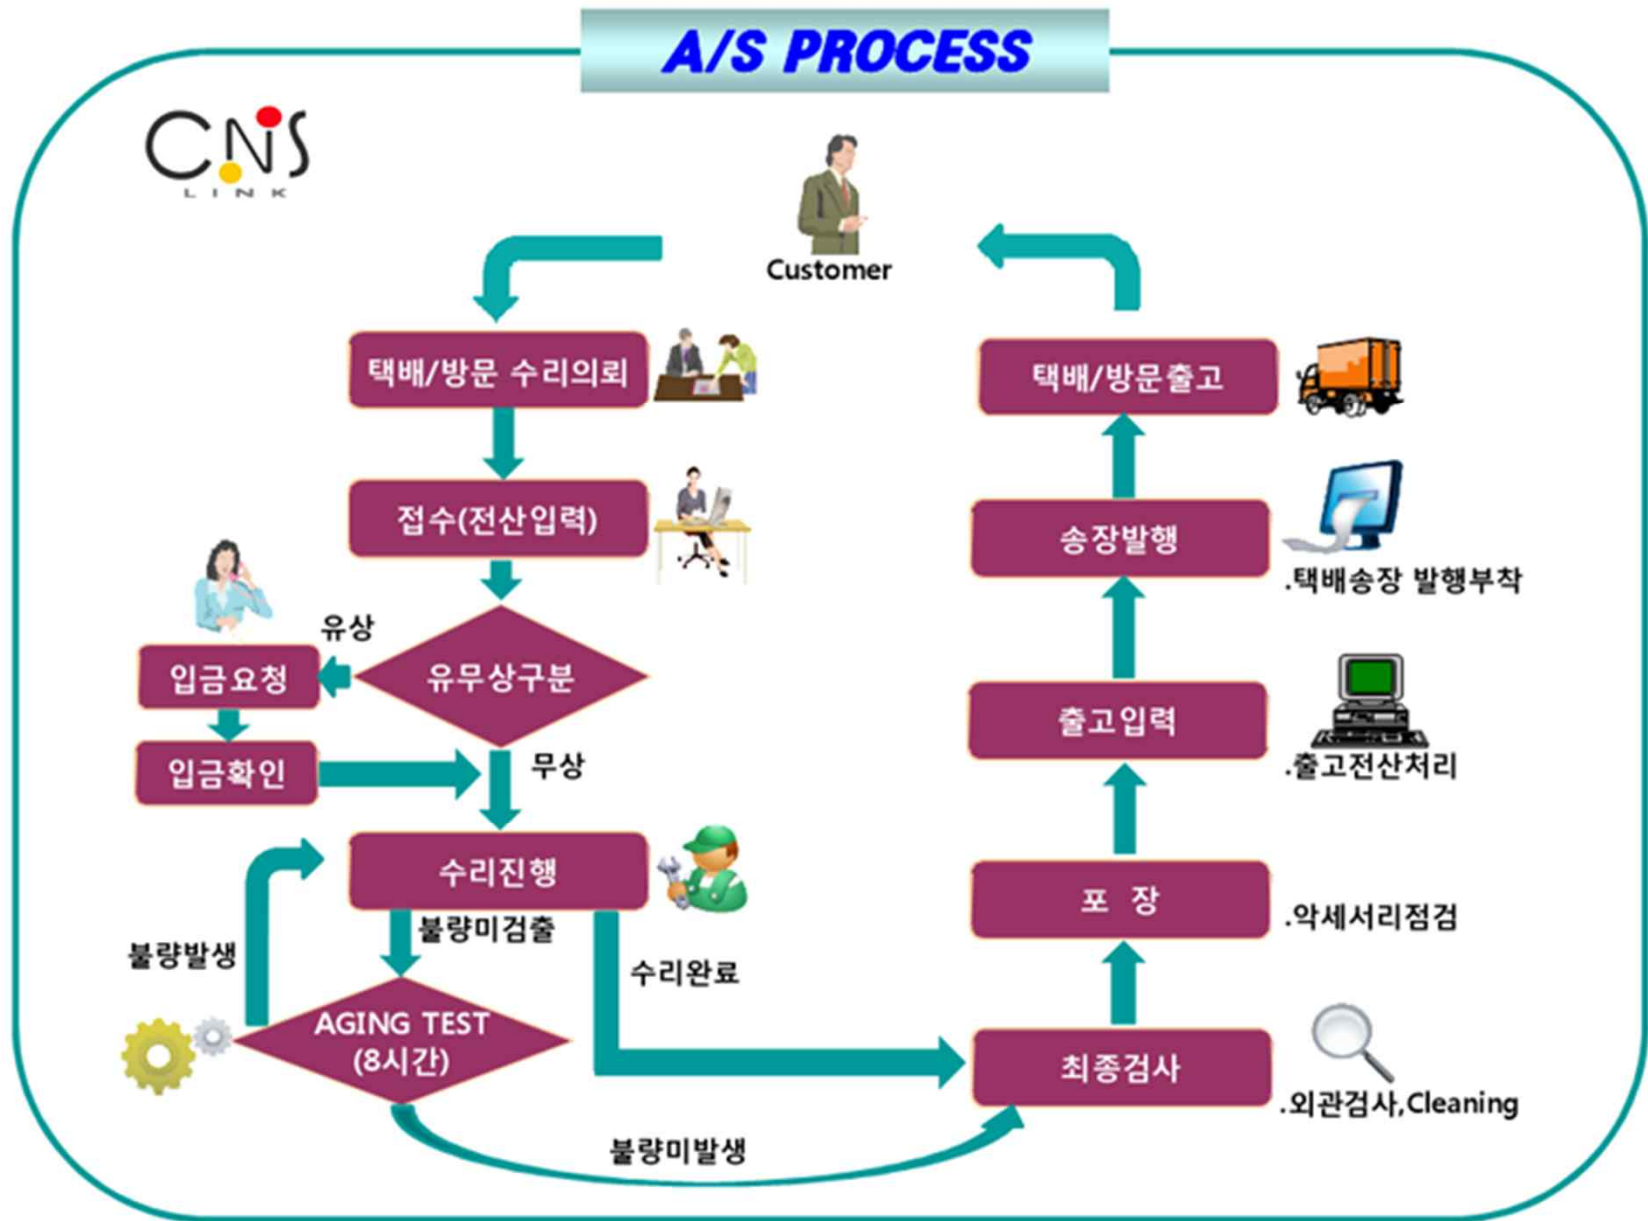 A/S PROCESS
CNS
LINK
Customer
택배/방문 수리의뢰
접수(전산입력)
유상
유무상구분
입금요청
입금확인
무상
수리진행
불량미검출
불량발생
수리완료
AGING TEST
(8시간)
불량미발생
택배/방문출고
송장발행
.택배송장 발행부착
출고입력
.출고전산처리
포 장
.악세서리점검
최종검사
.외관검사,Cleaning